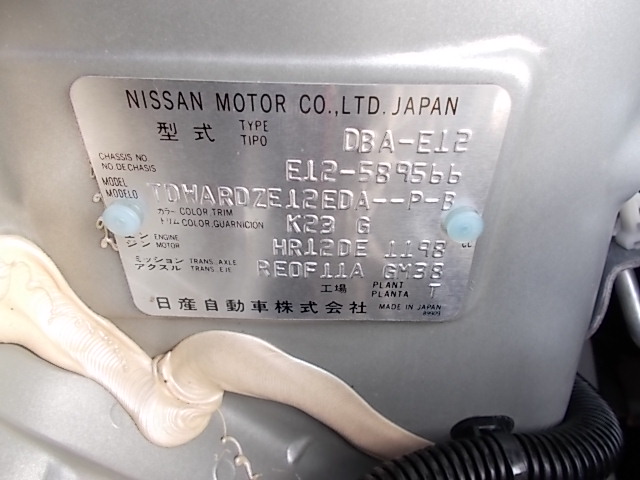 NISSAN MOTOR CO.,LTD. JAPAN
型式 TYPE TIPO DBA-E12
CHASSIS NO. NO.DE CHASIS E12-589566
MODEL MODELO TDWARDZE12EDA--P-B
カラー COLOR TRIM トリム COLOR, GUARNICION K23 G
エンジン ENGINE MOTOR HR12DE 1198 cc
ミッション TRANS. AXLE アクスル TRANS. EJE RE0F11A GM38
工場 PLANT PLANTA T
日産自動車株式会社 MADE IN JAPAN